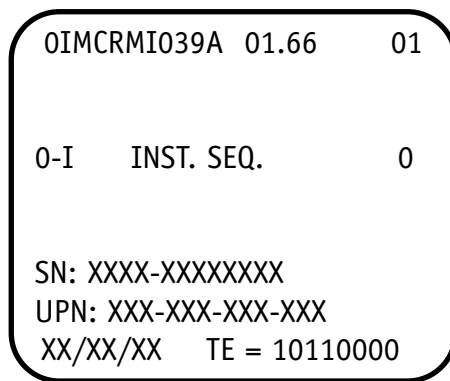 0IMCRMI039A 01.66 01
0-I INST. SEQ. 0
SN: XXXX-XXXXXXXX
UPN: XXX-XXX-XXX-XXX
XX/XX/XX TE = 10110000